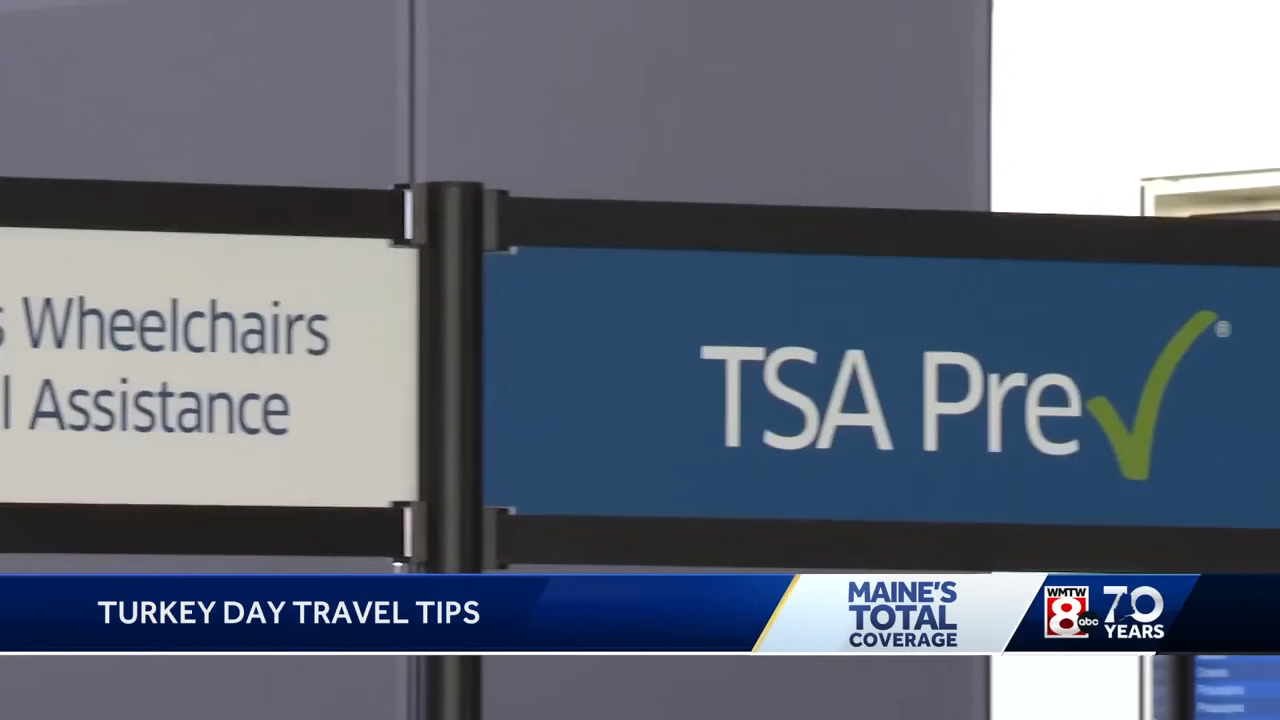 s Wheelchairs
l Assistance
TSA Pre✓®
TURKEY DAY TRAVEL TIPS
MAINE'S
TOTAL
COVERAGE
WMTW
8
abc
70
YEARS